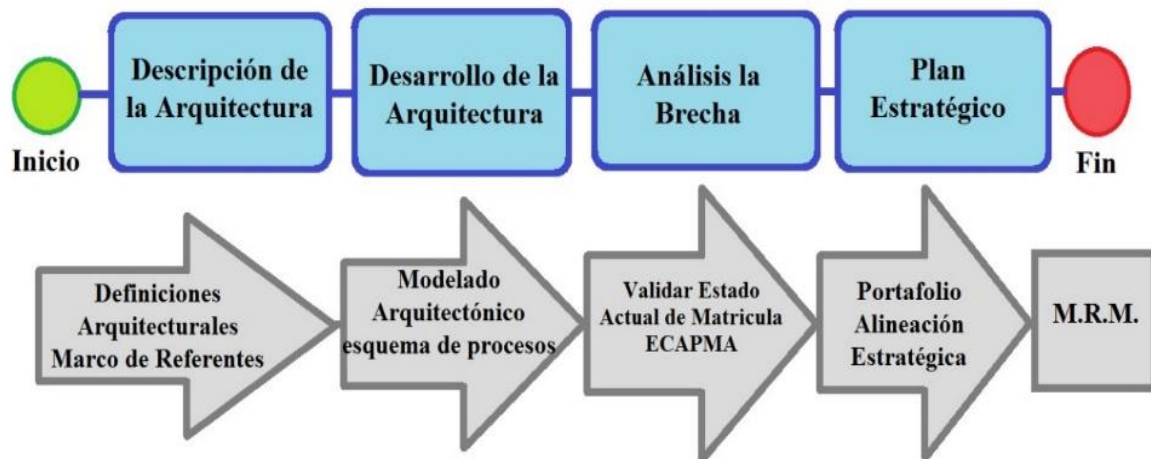 Descripción de
la Arquitectura
Desarrollo de la
Arquitectura
Análisis la
Brecha
Plan
Estratégico
Inicio
Fin
Definiciones
Arquitecturales
Marco de Referentes
Modelado
Arquitectónico
esquema de procesos
Validar Estado
Actual de Matricula
ECAPMA
Portafolio
Alineación
Estratégica
M.R.M.